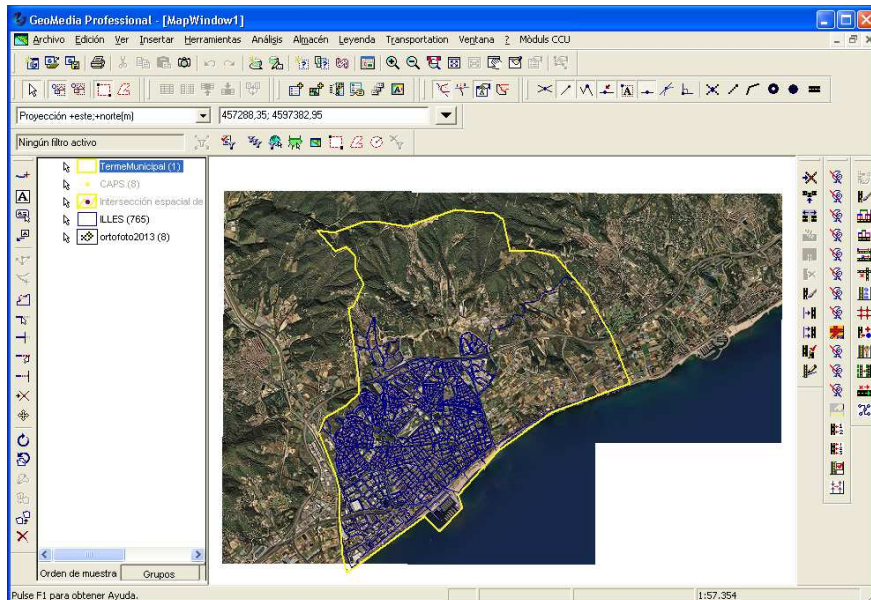 GeoMedia Professional - [MapWindow1]
Archivo Edición Ver Insertar Herramientas Análisis Almacén Leyenda Transportation Ventana ? Mòduls CCU
Proyección +este;+norte(m) 457288,35; 4597382,95
Ningún filtro activo
TermeMunicipal (1)
CAPS (8)
Intersección espacial de
ILLES (765)
ortofoto2013 (8)
Orden de muestra Grupos
Pulse F1 para obtener Ayuda. 1:57.354